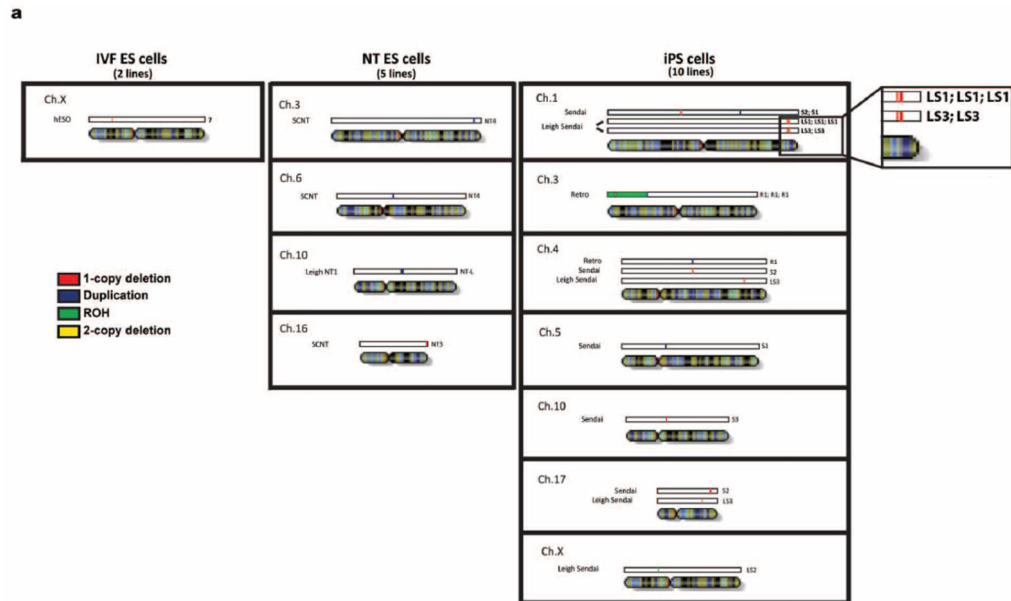 a
IVF ES cells
(2 lines)
Ch.X
hESO
7
NT ES cells
(5 lines)
Ch.3
SCNT
NT4
Ch.6
SCNT
NT4
Ch.10
Leigh NT1
NT-L
Ch.16
SCNT
NT3
iPS cells
(10 lines)
Ch.1
Sendai
S2; S1
Leigh Sendai
LS1; LS1; LS1
LS3; LS3
LS1; LS1; LS1
LS3; LS3
Ch.3
Retro
R1; R1; R1
Ch.4
Retro
R1
Sendai
S2
Leigh Sendai
LS3
Ch.5
Sendai
S1
Ch.10
Sendai
S3
Ch.17
Sendai
S2
Leigh Sendai
LS3
Ch.X
Leigh Sendai
LS2
1-copy deletion
Duplication
ROH
2-copy deletion